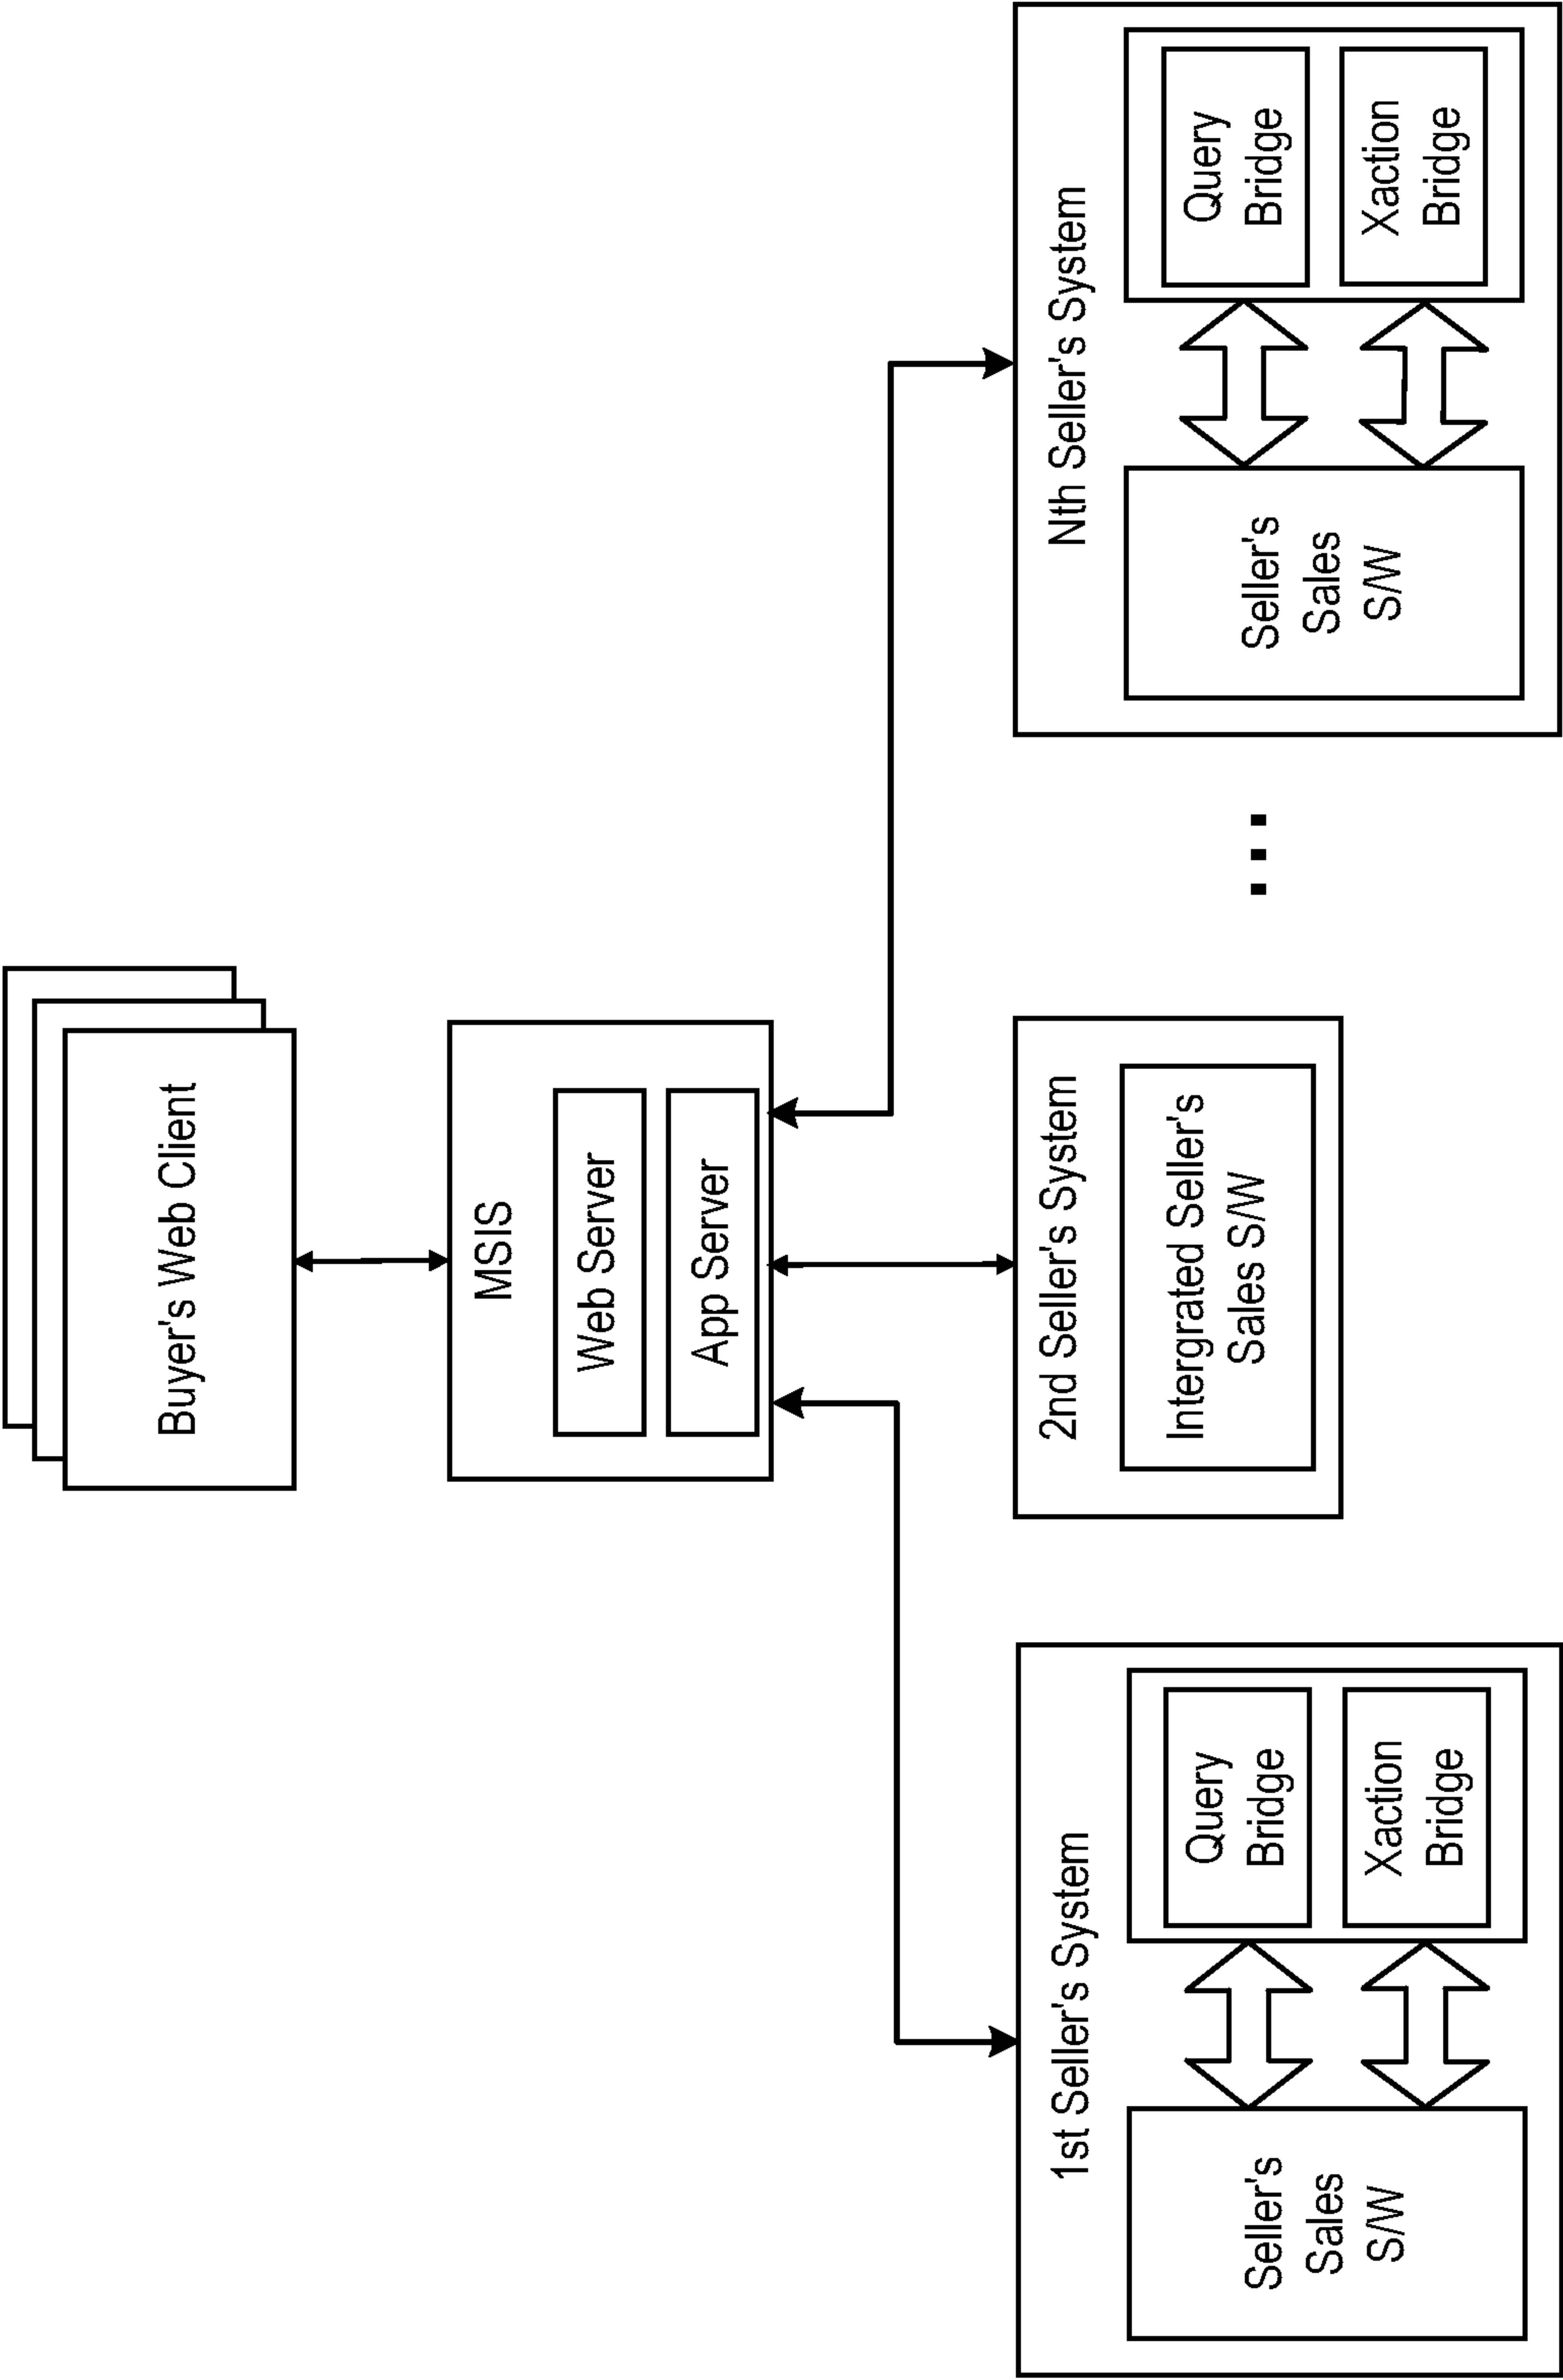 Buyer's Web Client
MSIS
Web Server
App Server
1st Seller's System
Seller's
Sales
S/W
Query
Bridge
Xaction
Bridge
2nd Seller's System
Intergrated Seller's
Sales S/W
...
Nth Seller's System
Seller's
Sales
S/W
Query
Bridge
Xaction
Bridge